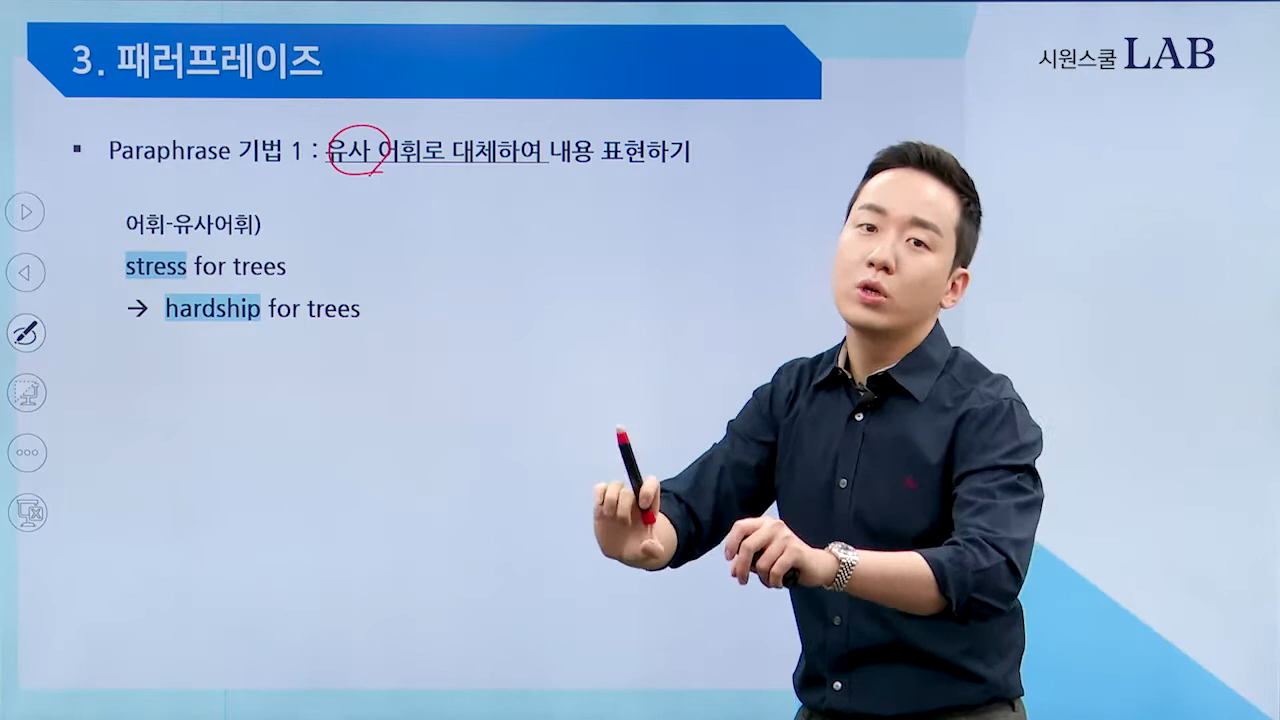 3. 패러프레이즈
시원스쿨 LAB
▪ Paraphrase 기법 1 : 유사 어휘로 대체하여 내용 표현하기
어휘-유사어휘)
stress for trees
→ hardship for trees